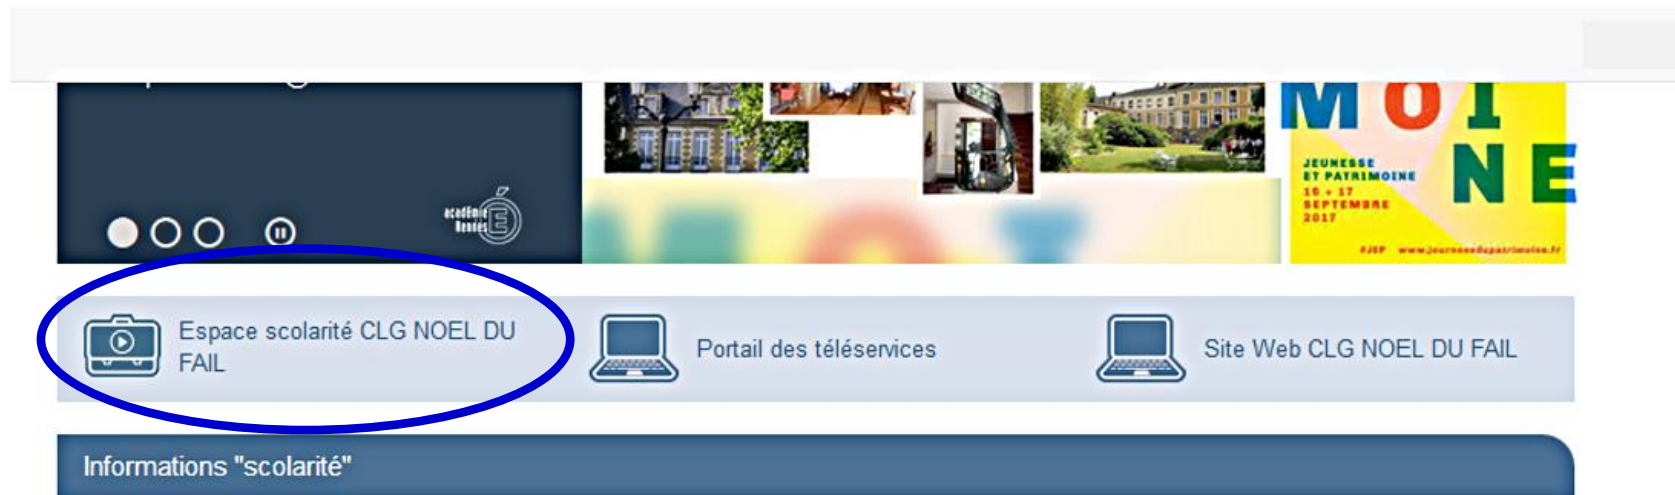 MOI
NE
JEUNESSE
ET PATRIMOINE
16 + 17
SEPTEMBRE
2017
#JEP www.journeesdupatrimoine.fr
académie
Rennes
MOI
Espace scolarité CLG NOEL DU
FAIL
Portail des téléservices
Site Web CLG NOEL DU FAIL
Informations "scolarité"